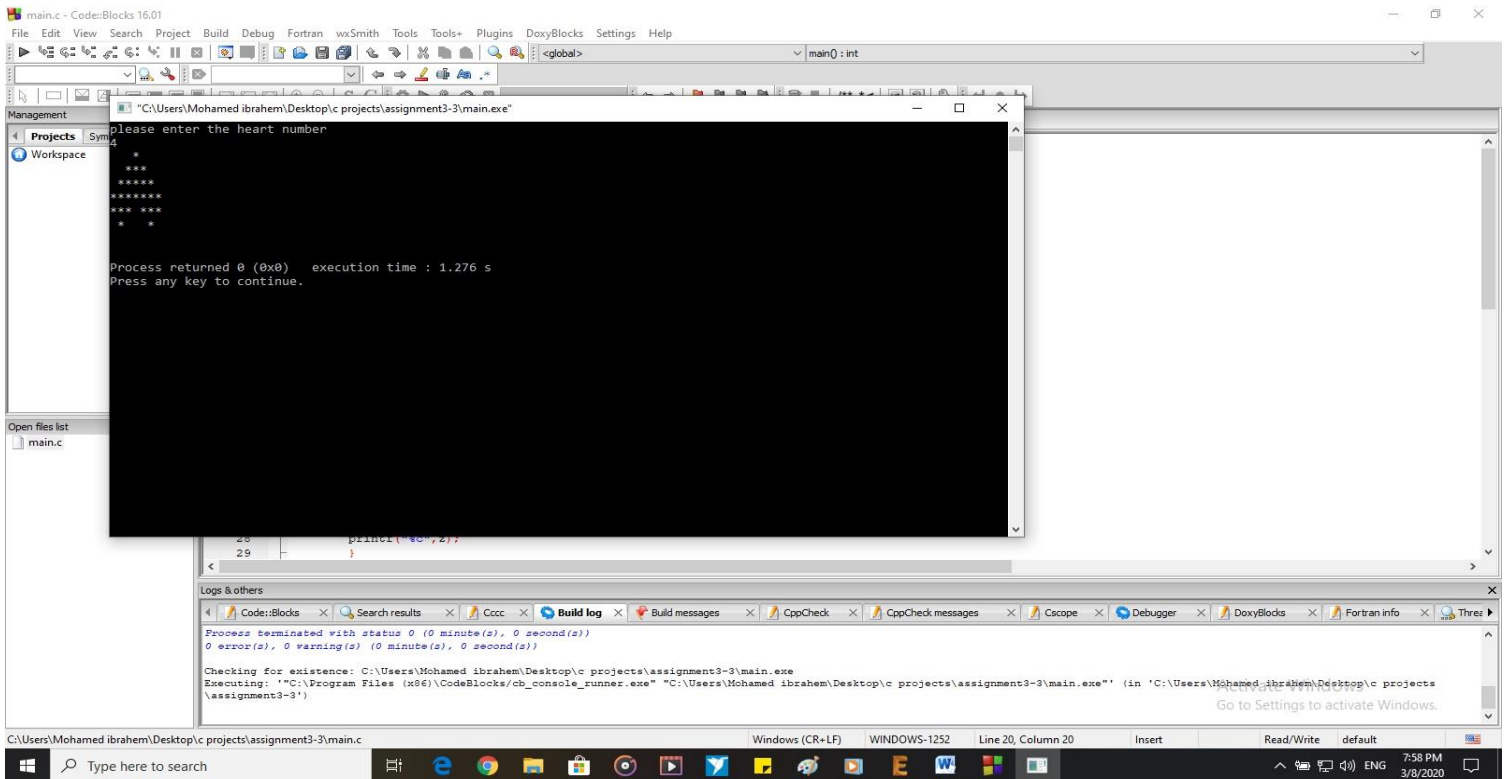 main.c - Code::Blocks 16.01
File Edit View Search Project Build Debug Fortran wxSmith Tools Tools+ Plugins DoxyBlocks Settings Help
<global> main() : int
Management
Projects Sym
Workspace
"C:\Users\Mohamed ibrahem\Desktop\c projects\assignment3-3\main.exe"
please enter the heart number
4
   *
  ***
 *****
*******
*** ***
 *   *
Process returned 0 (0x0)   execution time : 1.276 s
Press any key to continue.
Open files list
main.c
28 printf("%c",2);
29 }
Logs & others
Code::Blocks Search results Cccc Build log Build messages CppCheck CppCheck messages Cscope Debugger DoxyBlocks Fortran info Threa
Process terminated with status 0 (0 minute(s), 0 second(s))
0 error(s), 0 warning(s) (0 minute(s), 0 second(s))
Checking for existence: C:\Users\Mohamed ibrahem\Desktop\c projects\assignment3-3\main.exe
Executing: '"C:\Program Files (x86)\CodeBlocks/cb_console_runner.exe" "C:\Users\Mohamed ibrahem\Desktop\c projects\assignment3-3\main.exe"' (in 'C:\Users\Mohamed ibrahem\Desktop\c projects
\assignment3-3')
Activate Windows
Go to Settings to activate Windows.
C:\Users\Mohamed ibrahem\Desktop\c projects\assignment3-3\main.c Windows (CR+LF) WINDOWS-1252 Line 20, Column 20 Insert Read/Write default
Type here to search
ENG 7:58 PM
3/8/2020